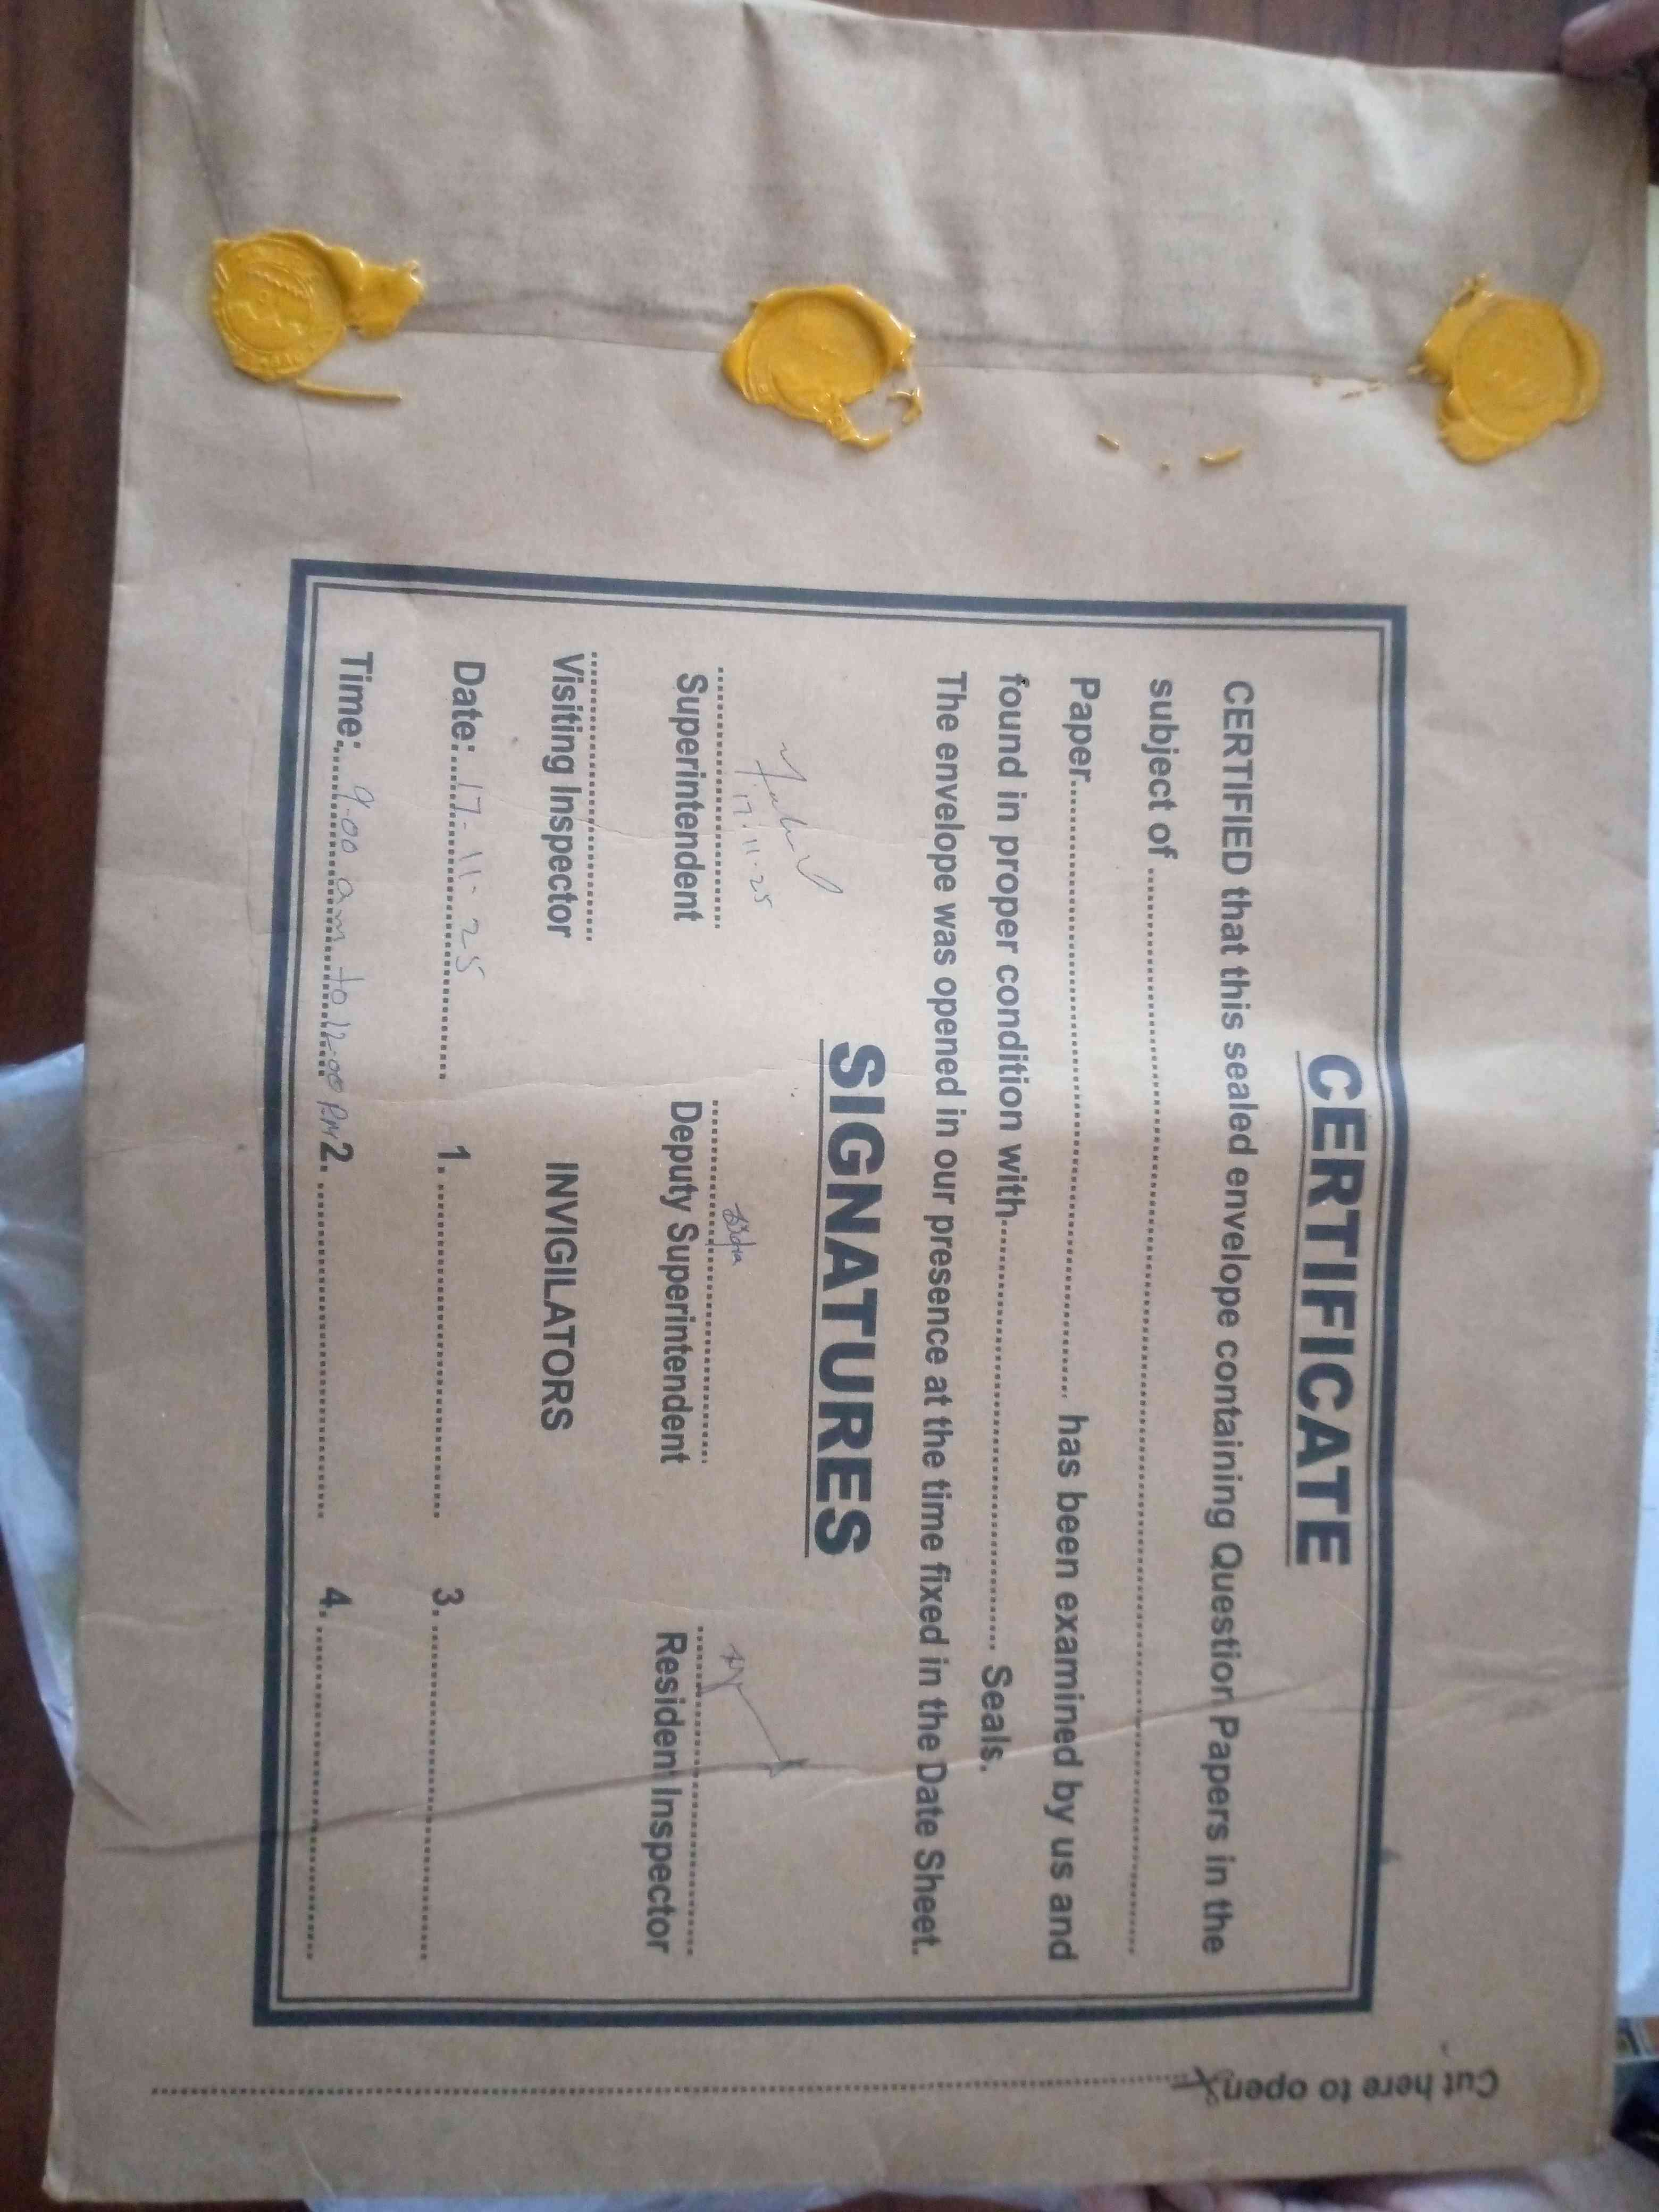 CERTIFICATE
CERTIFIED that this sealed envelope containing Question Papers in the
subject of ................................................
Paper................................................ has been examined by us and
found in proper condition with................................................ Seals.
The envelope was opened in our presence at the time fixed in the Date Sheet.
SIGNATURES
17-11-25
Superintendent Deputy Superintendent Resident Inspector
Visiting Inspector INVIGILATORS
Date: 17-11-25 1. ................ 3. ................
Time: 9.00 am to 12.00 P.M 2. ................ 4. ................
Cut here to open